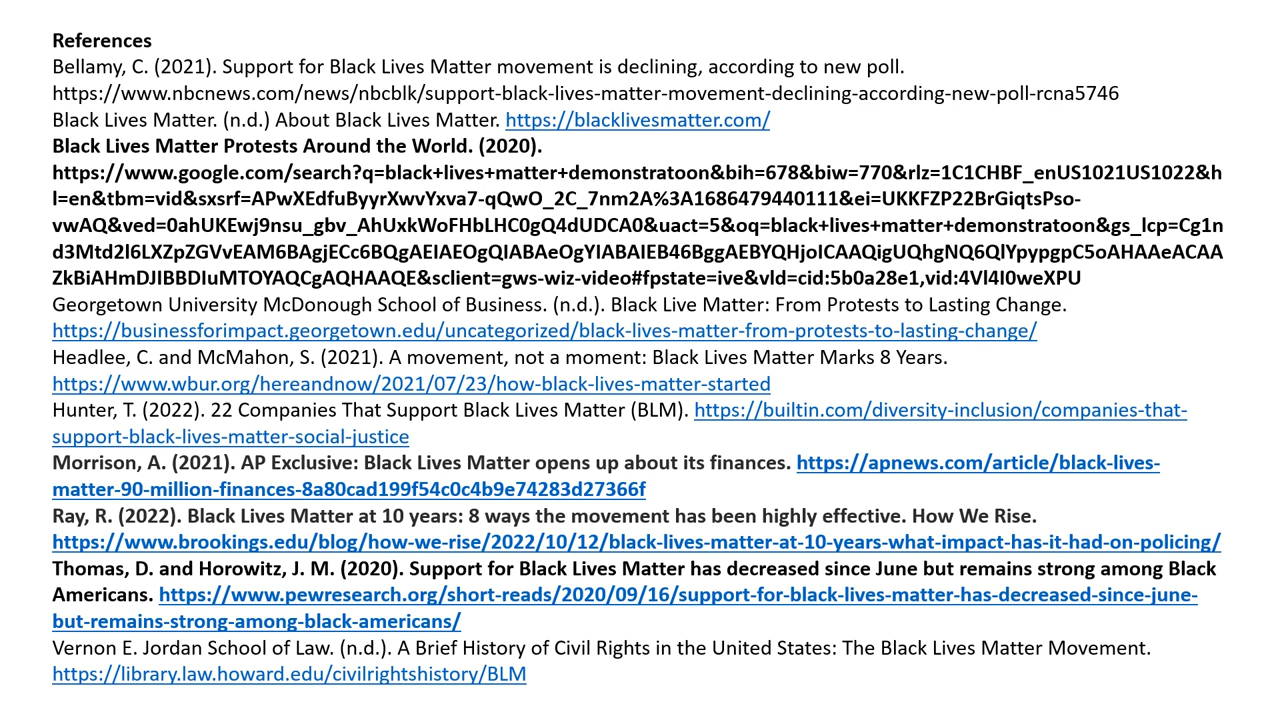 References
Bellamy, C. (2021). Support for Black Lives Matter movement is declining, according to new poll.
https://www.nbcnews.com/news/nbcblk/support-black-lives-matter-movement-declining-according-new-poll-rcna5746
Black Lives Matter. (n.d.) About Black Lives Matter. https://blacklivesmatter.com/
Black Lives Matter Protests Around the World. (2020).
https://www.google.com/search?q=black+lives+matter+demonstratoon&bih=678&biw=770&rlz=1C1CHBF_enUS1021US1022&h
l=en&tbm=vid&sxsrf=APwXEdfuByyrXwvYxva7-qQwO_2C_7nm2A%3A1686479440111&ei=UKKFZP22BrGiqtsPso-
vwAQ&ved=0ahUKEwj9nsu_gbv_AhUxkWoFHbLHC0gQ4dUDCA0&uact=5&oq=black+lives+matter+demonstratoon&gs_lcp=Cg1n
d3Mtd2l6LXZpZGVvEAM6BAgjECc6BQgAEIAEOgQIABAeOgYIABAIEB46BggAEBYQHjoICAAQigUQhgNQ6QlYpypgpC5oAHAAeACAA
ZkBiAHmDJIBBDIuMTOYAQCgAQHAAQE&sclient=gws-wiz-video#fpstate=ive&vld=cid:5b0a28e1,vid:4Vl4I0weXPU
Georgetown University McDonough School of Business. (n.d.). Black Live Matter: From Protests to Lasting Change.
https://businessforimpact.georgetown.edu/uncategorized/black-lives-matter-from-protests-to-lasting-change/
Headlee, C. and McMahon, S. (2021). A movement, not a moment: Black Lives Matter Marks 8 Years.
https://www.wbur.org/hereandnow/2021/07/23/how-black-lives-matter-started
Hunter, T. (2022). 22 Companies That Support Black Lives Matter (BLM). https://builtin.com/diversity-inclusion/companies-that-
support-black-lives-matter-social-justice
Morrison, A. (2021). AP Exclusive: Black Lives Matter opens up about its finances. https://apnews.com/article/black-lives-
matter-90-million-finances-8a80cad199f54c0c4b9e74283d27366f
Ray, R. (2022). Black Lives Matter at 10 years: 8 ways the movement has been highly effective. How We Rise.
https://www.brookings.edu/blog/how-we-rise/2022/10/12/black-lives-matter-at-10-years-what-impact-has-it-had-on-policing/
Thomas, D. and Horowitz, J. M. (2020). Support for Black Lives Matter has decreased since June but remains strong among Black
Americans. https://www.pewresearch.org/short-reads/2020/09/16/support-for-black-lives-matter-has-decreased-since-june-
but-remains-strong-among-black-americans/
Vernon E. Jordan School of Law. (n.d.). A Brief History of Civil Rights in the United States: The Black Lives Matter Movement.
https://library.law.howard.edu/civilrightshistory/BLM